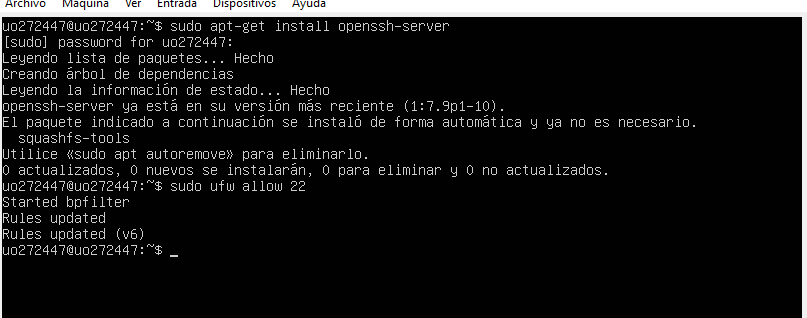 Archivo Máquina Ver Entrada Dispositivos Ayuda
uo272447@uo272447:~$ sudo apt-get install openssh-server
[sudo] password for uo272447:
Leyendo lista de paquetes... Hecho
Creando árbol de dependencias
Leyendo la información de estado... Hecho
openssh-server ya está en su versión más reciente (1:7.9p1-10).
El paquete indicado a continuación se instaló de forma automática y ya no es necesario.
  squashfs-tools
Utilice «sudo apt autoremove» para eliminarlo.
0 actualizados, 0 nuevos se instalarán, 0 para eliminar y 0 no actualizados.
uo272447@uo272447:~$ sudo ufw allow 22
Started bpfilter
Rules updated
Rules updated (v6)
uo272447@uo272447:~$ _